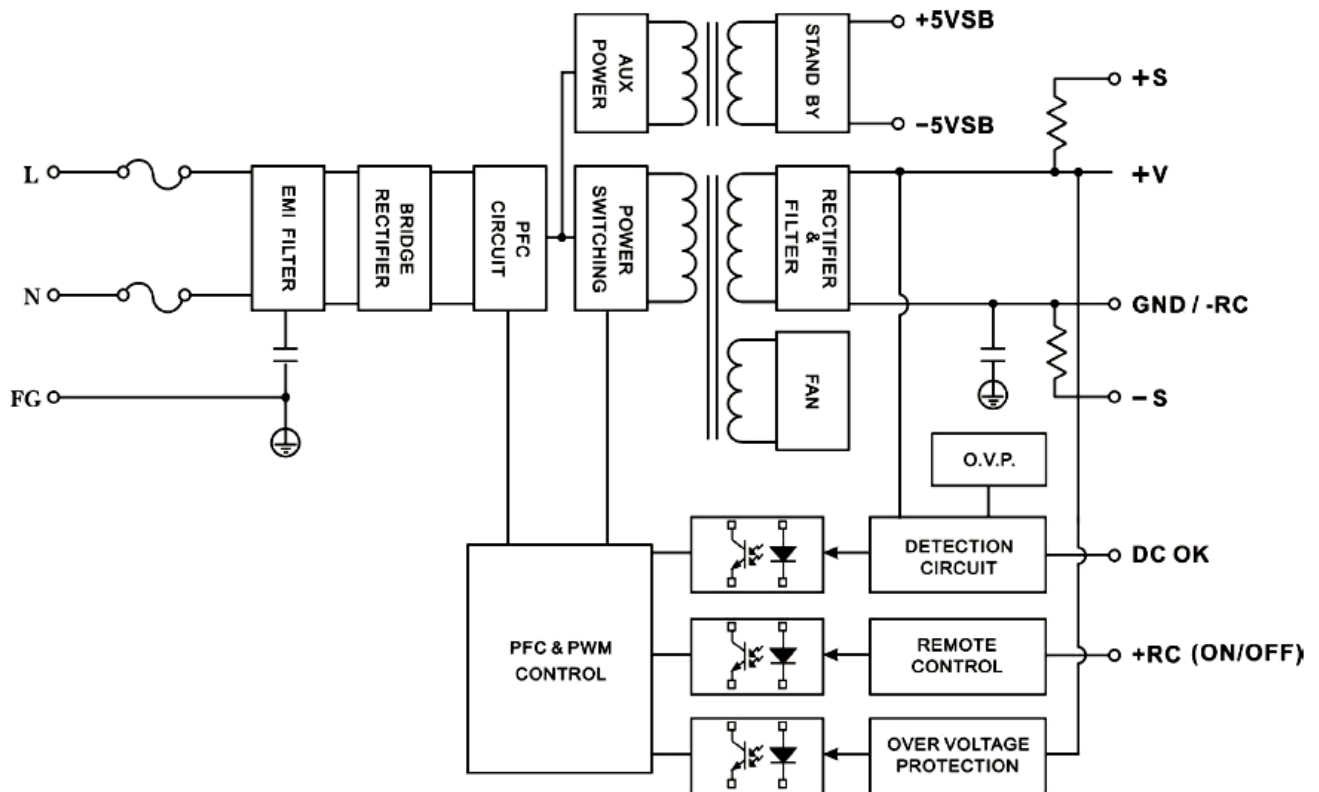 +5VSB
AUX
POWER
STAND BY
+S
−5VSB
L
+V
EMI FILTER
BRIDGE
RECTIFIER
PFC
CIRCUIT
POWER
SWITCHING
RECTIFIER
&
FILTER
N
GND / -RC
FAN
FG
−S
O.V.P.
DETECTION
CIRCUIT
DC OK
PFC & PWM
CONTROL
REMOTE
CONTROL
+RC (ON/OFF)
OVER VOLTAGE
PROTECTION